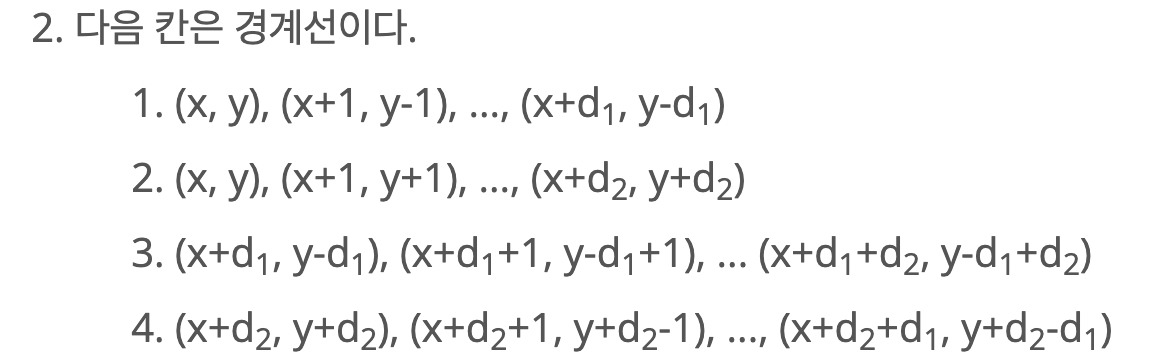 2. 다음 칸은 경계선이다.
1. (x, y), (x+1, y-1), ..., (x+d₁, y-d₁)
2. (x, y), (x+1, y+1), ..., (x+d₂, y+d₂)
3. (x+d₁, y-d₁), (x+d₁+1, y-d₁+1), ... (x+d₁+d₂, y-d₁+d₂)
4. (x+d₂, y+d₂), (x+d₂+1, y+d₂-1), ..., (x+d₂+d₁, y+d₂-d₁)